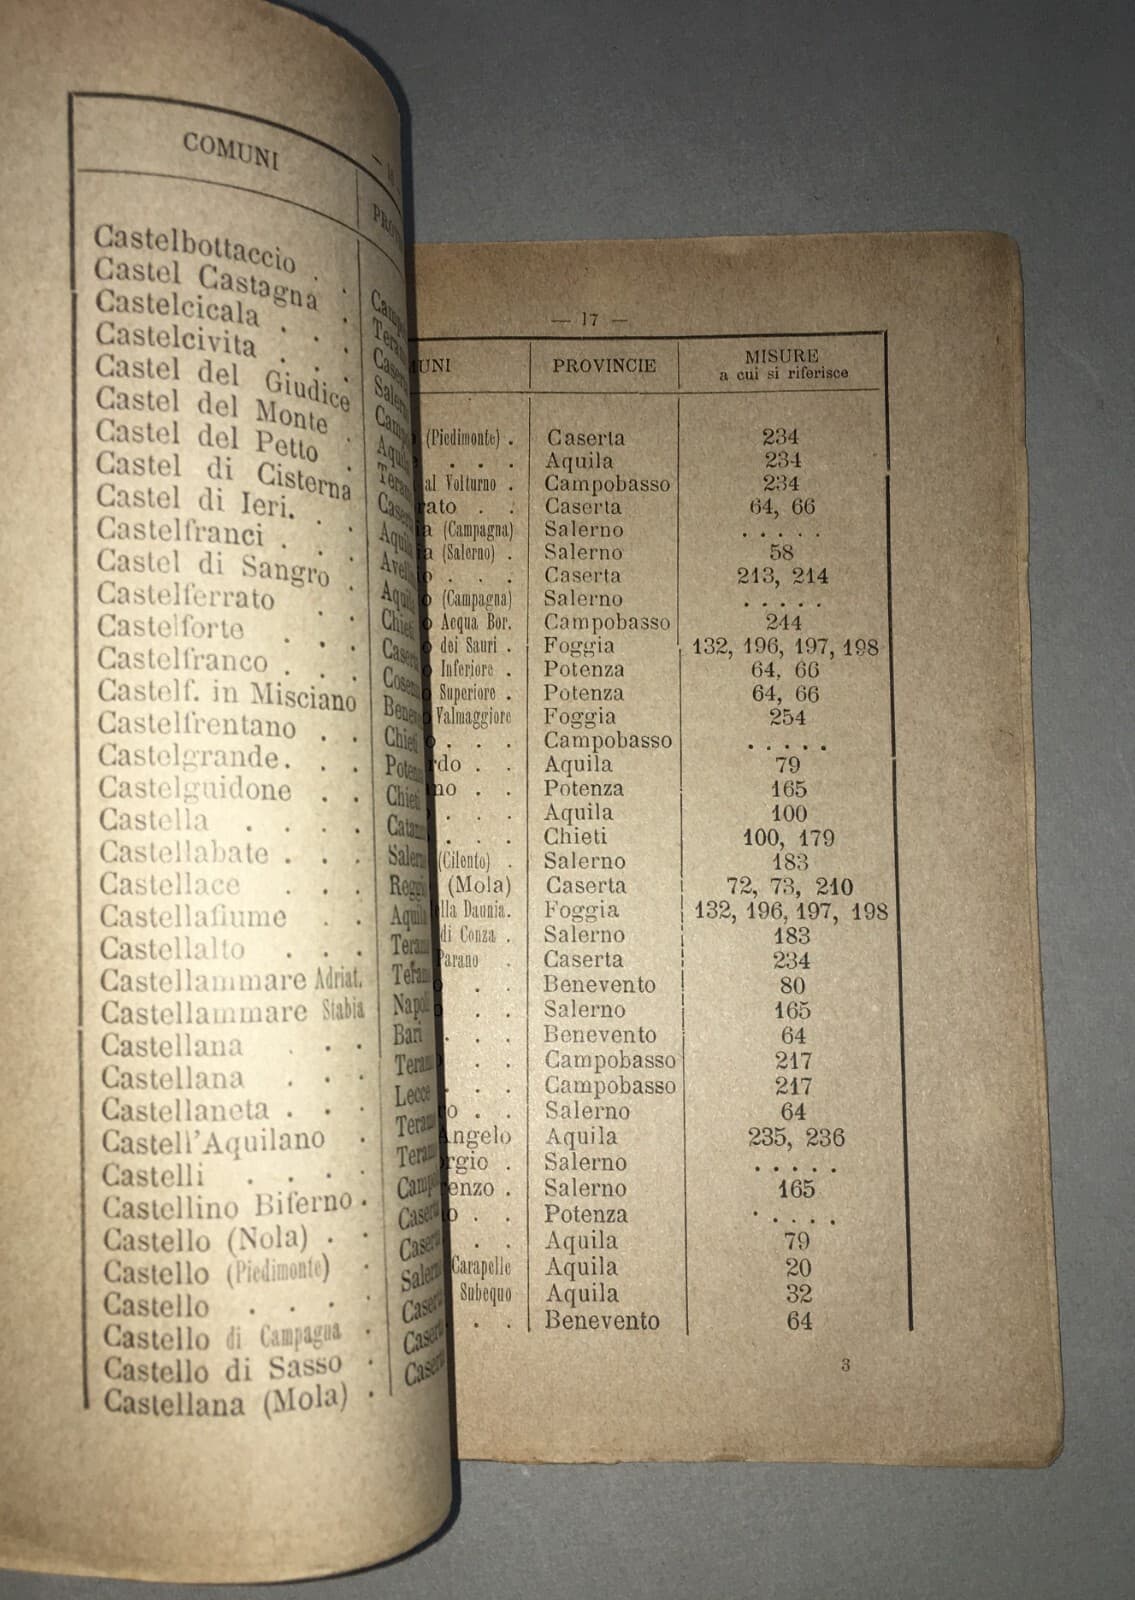 COMUNI
Castelbottaccio .
Castel Castagna .
Castelcicala . .
Castelcivita . . .
Castel del Giudice
Castel del Monte .
Castel del Petto .
Castel di Cisterna
Castel di Ieri. .
Castelfranci . . .
Castel di Sangro .
Castelferrato . .
Castelforte . . .
Castelfranco . . .
Castelf. in Misciano
Castelfrentano . .
Castelgrande. . .
Castelguidone . .
Castella . . . .
Castellabate . . .
Castellace . . .
Castellafiume . .
Castellalto . . .
Castellammare Adriat.
Castellammare Stabia
Castellana . . .
Castellana . . .
Castellaneta . . .
Castell'Aquilano .
Castelli . . . .
Castellino Biferno .
Castello (Nola) . .
Castello (Piedimonte) .
Castello . . . .
Castello di Campagna .
Castello di Sasso .
Castellana (Mola) .
— 17 —
PROVINCIE MISURE
a cui si riferisce
(Piedimonte) . Caserta 234
. . . Aquila 234
al Volturno . Campobasso 234
. . Caserta 64, 66
(Campagna) Salerno . . . . .
(Salerno) . Salerno 58
. . . Caserta 213, 214
(Campagna) Salerno . . . . .
Acqua Bor. Campobasso 244
dei Sauri . Foggia 132, 196, 197, 198
Inferiore . Potenza 64, 66
Superiore . Potenza 64, 66
Valmaggiore Foggia 254
. . . Campobasso . . . . .
. . Aquila 79
. . Potenza 165
. . . Aquila 100
. . . Chieti 100, 179
(Cilento) . Salerno 183
(Mola) Caserta 72, 73, 210
Daunia. Foggia 132, 196, 197, 198
di Conza . Salerno 183
Caserta 234
. . Benevento 80
. . Salerno 165
. . . Benevento 64
. . Campobasso 217
. . . Campobasso 217
. . Salerno 64
Angelo Aquila 235, 236
Salerno . . . . .
Salerno 165
. . Potenza . . . . .
. . Aquila 79
Carapelle Aquila 20
Subequo Aquila 32
. . Benevento 64
3